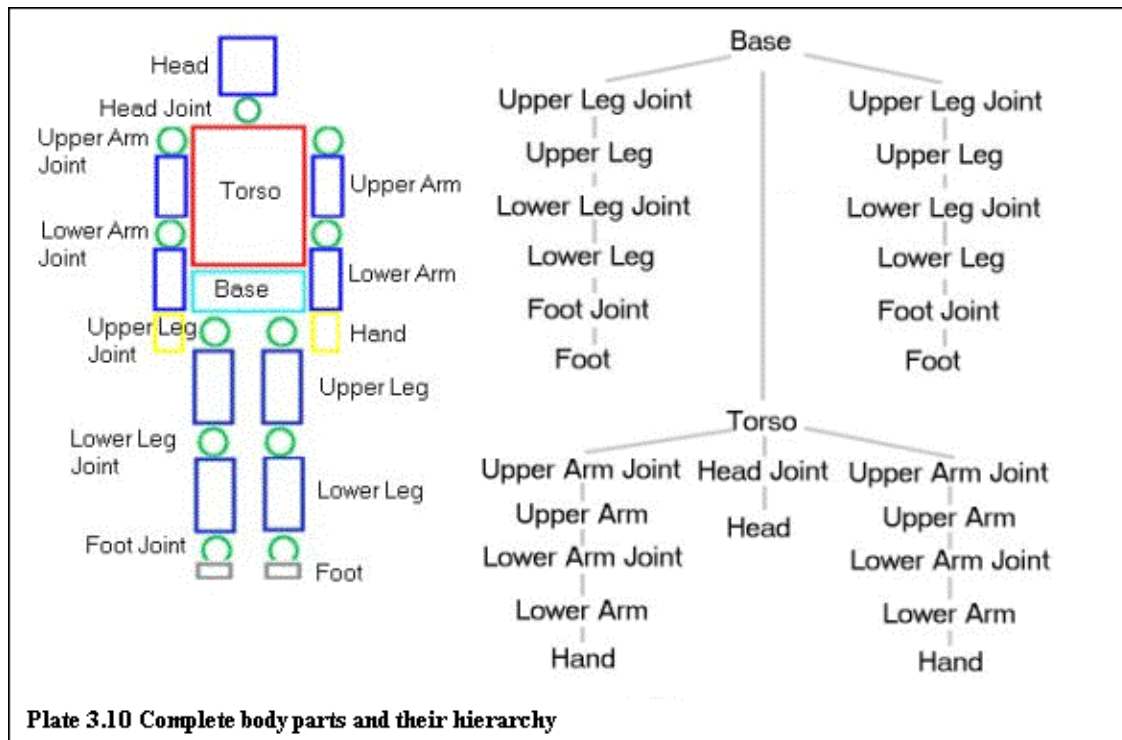 Head
Head Joint
Upper Arm
Joint
Torso
Upper Arm
Lower Arm
Joint
Base
Lower Arm
Upper Leg
Joint
Hand
Upper Leg
Lower Leg
Joint
Lower Leg
Foot Joint
Foot
Base
Upper Leg Joint Upper Leg Joint
Upper Leg Upper Leg
Lower Leg Joint Lower Leg Joint
Lower Leg Lower Leg
Foot Joint Foot Joint
Foot Foot
Torso
Upper Arm Joint Head Joint Upper Arm Joint
Upper Arm Head Upper Arm
Lower Arm Joint Lower Arm Joint
Lower Arm Lower Arm
Hand Hand
Plate 3.10 Complete body parts and their hierarchy